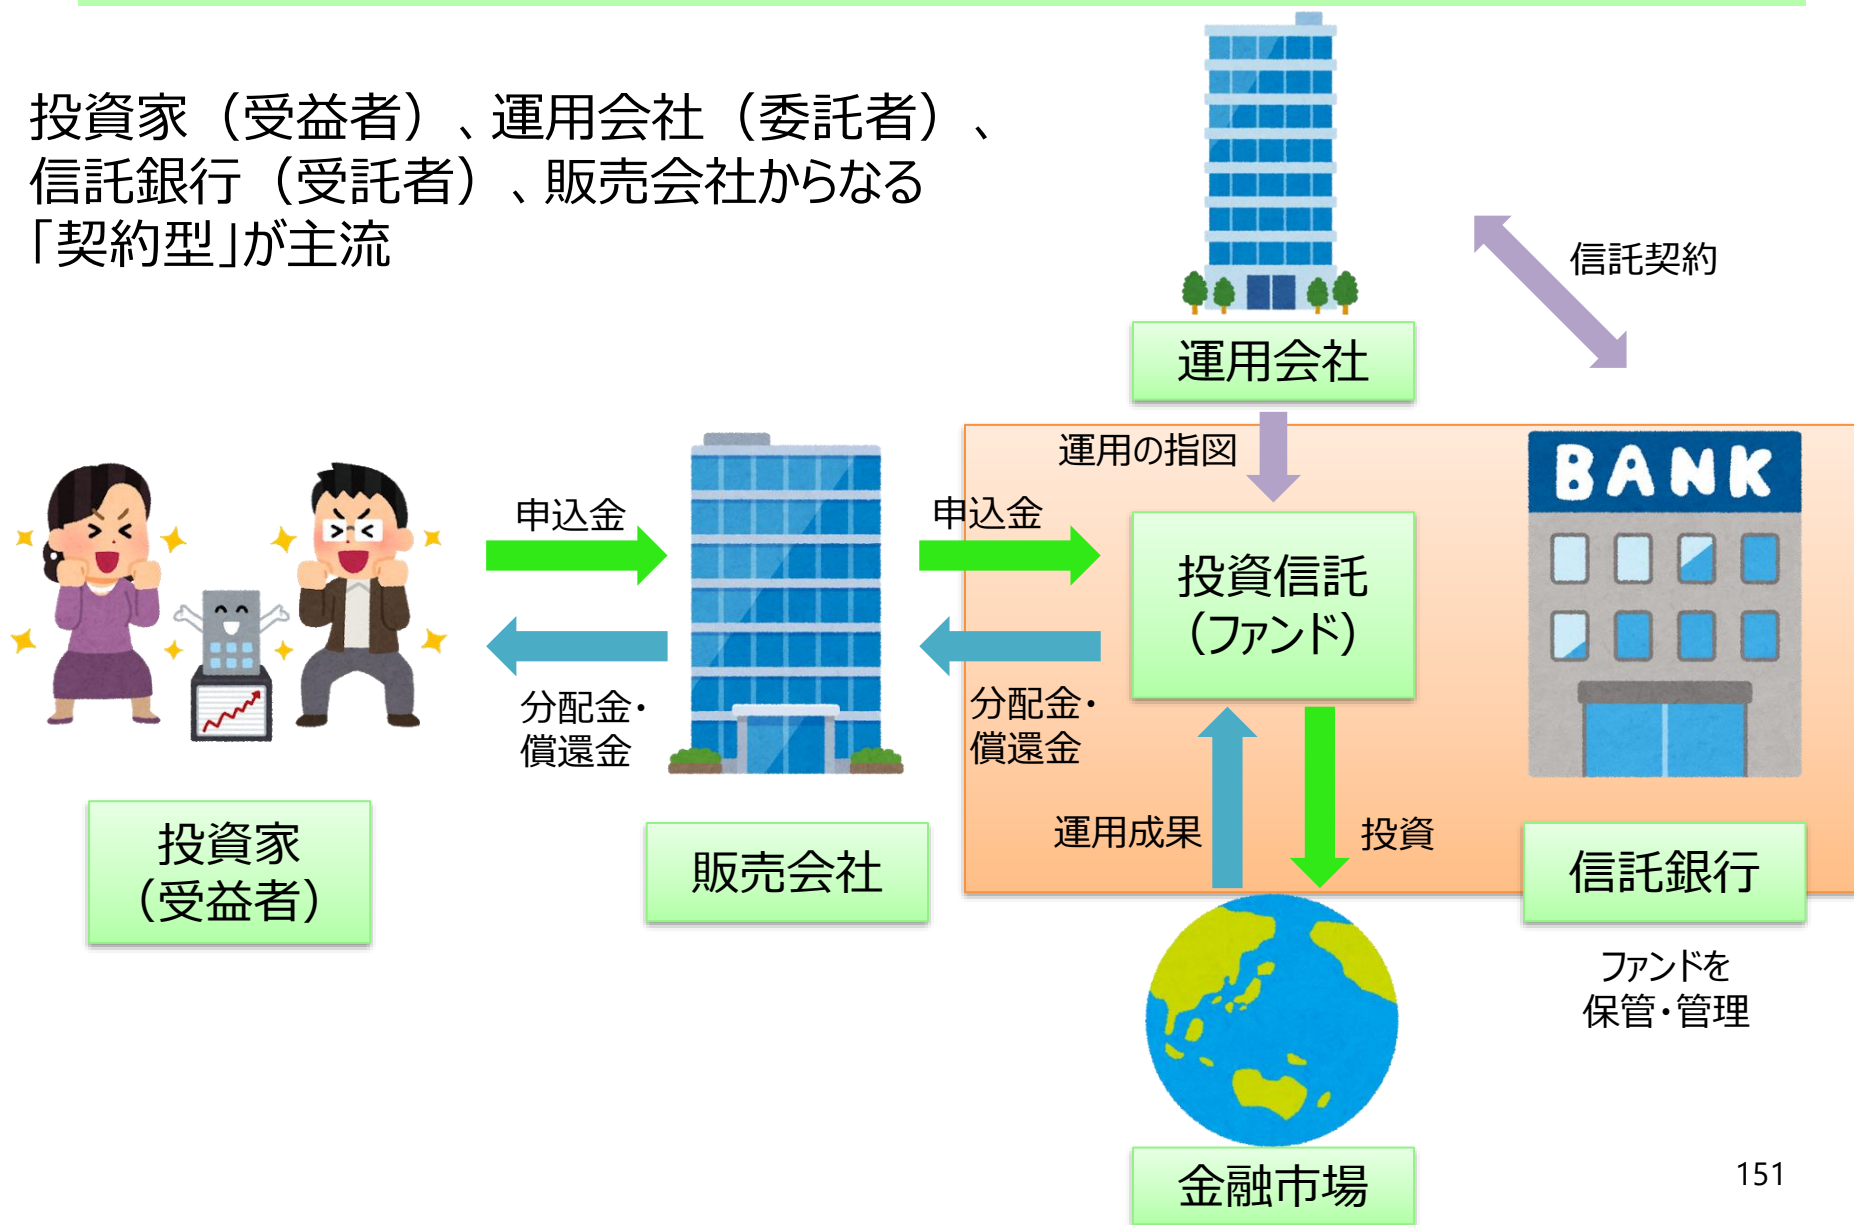 投資家（受益者）、運用会社（委託者）、
信託銀行（受託者）、販売会社からなる
「契約型」が主流
信託契約
運用会社
運用の指図
BANK
申込金
申込金
投資信託
（ファンド）
分配金・
償還金
分配金・
償還金
運用成果
投資
投資家
（受益者）
販売会社
信託銀行
ファンドを
保管・管理
金融市場
151